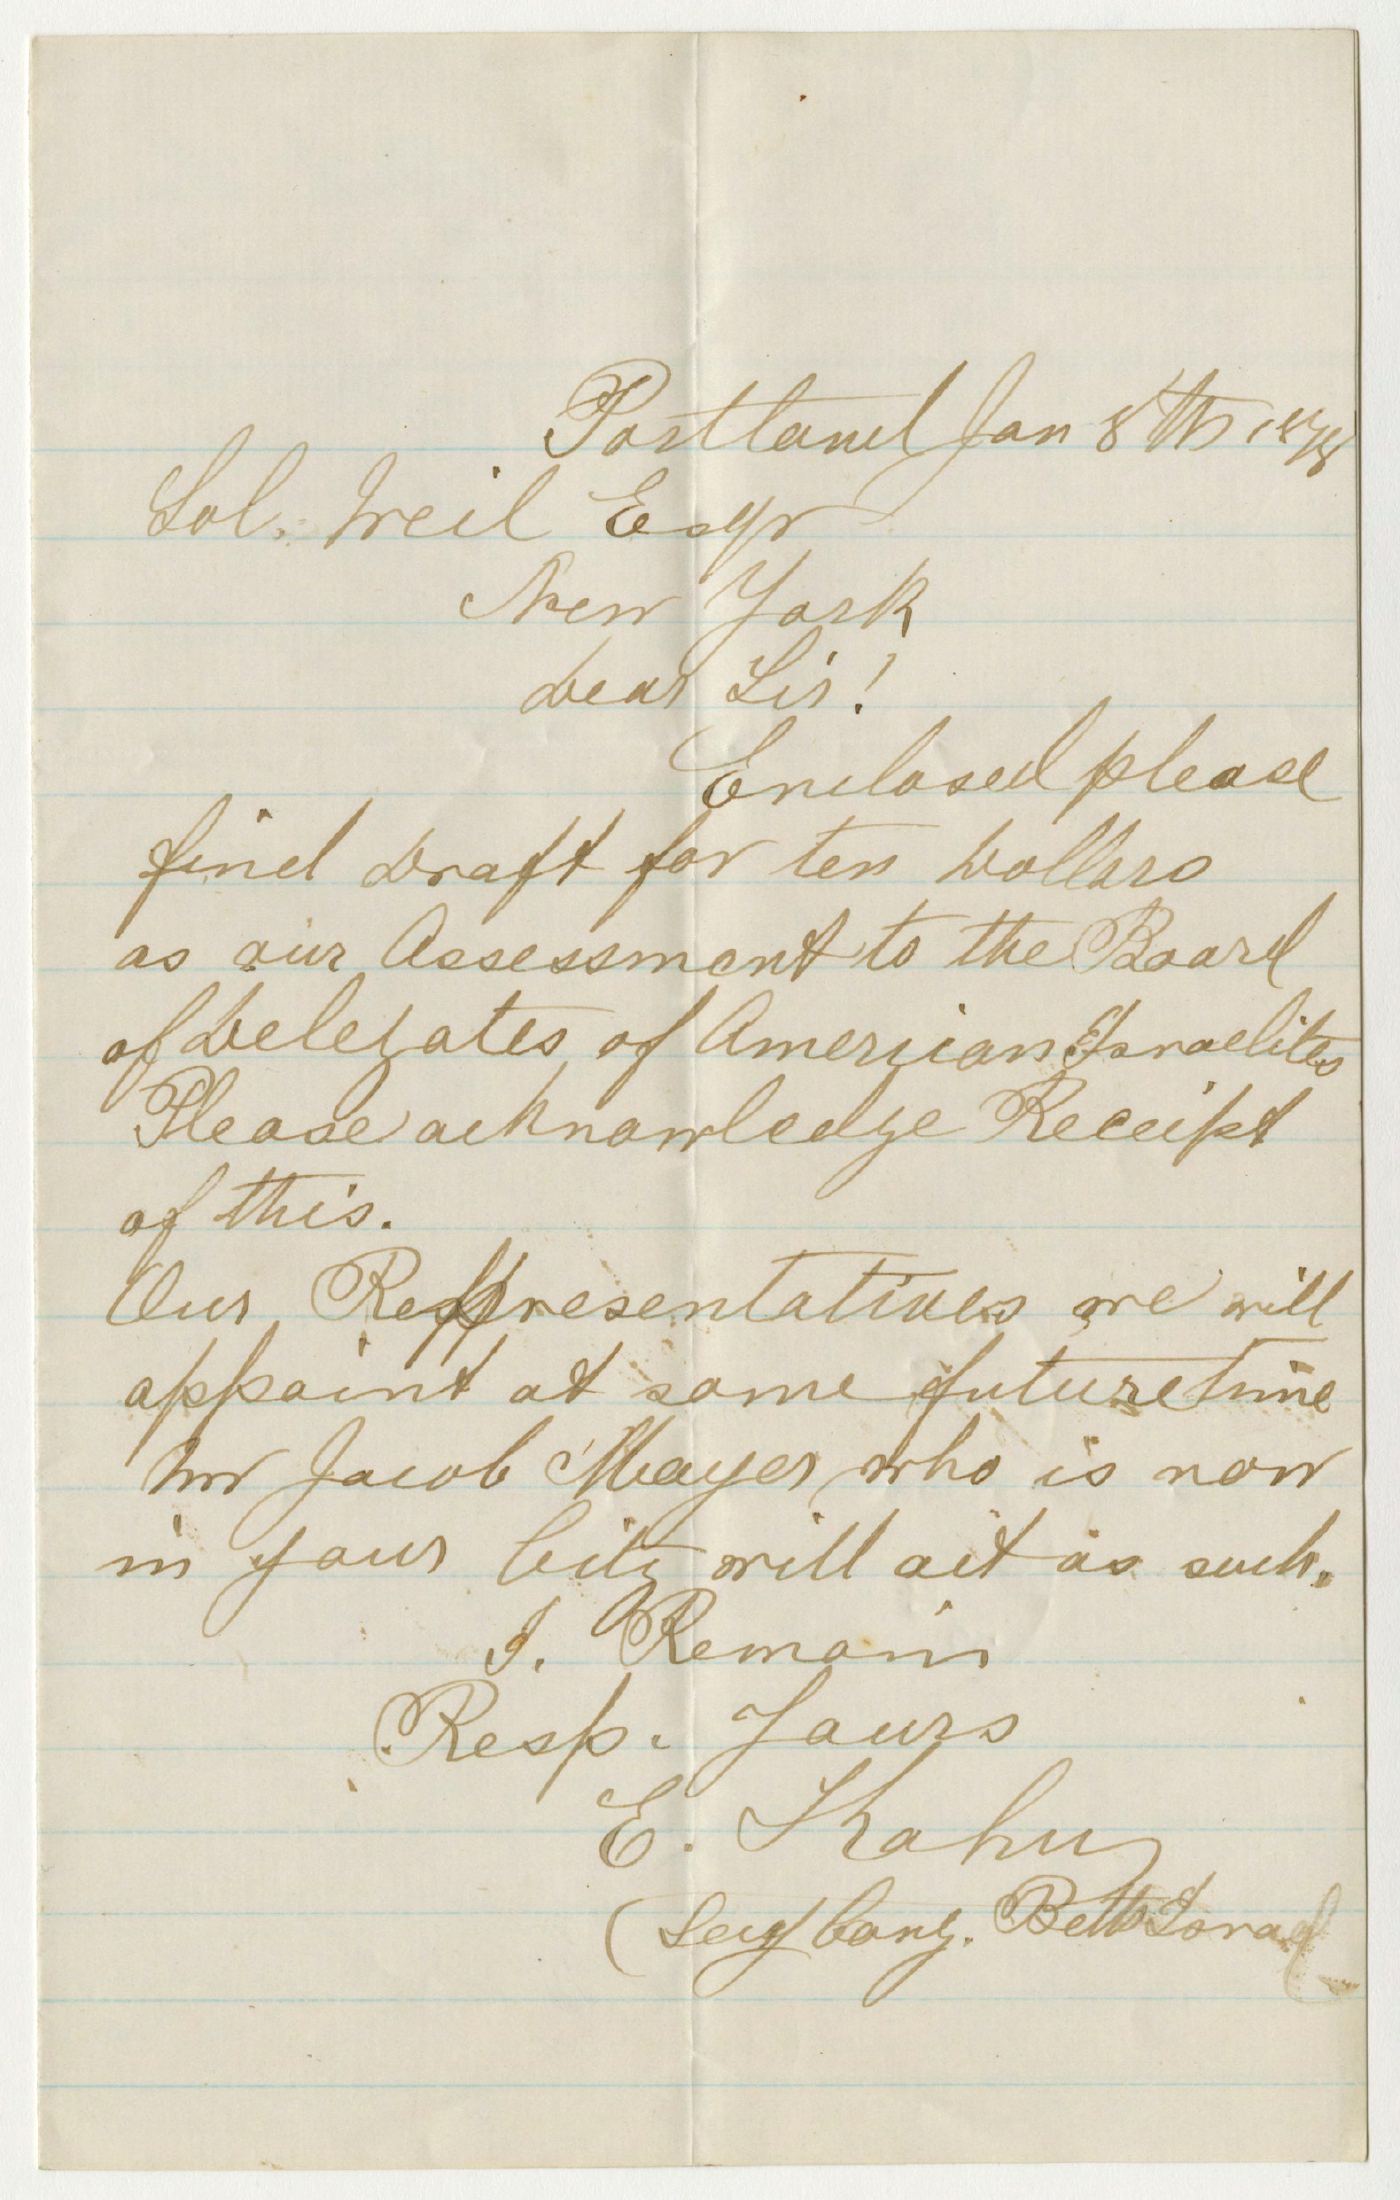 Portland Jan 8th 1878
Sol. Weil Esqr
New York
Dear Sir!
Enclosed please
find Draft for ten Dollars
as our Assessment to the Board
of Delegates of American Israelites
Please acknowledge Receipt
of this.
Our Representatives we will
appoint at some future time
Mr Jacob Mayer who is now
in your City will act as such.
I. Remain
Resp. Yours
E. Kahn
(Secy Cong. Beth Israel